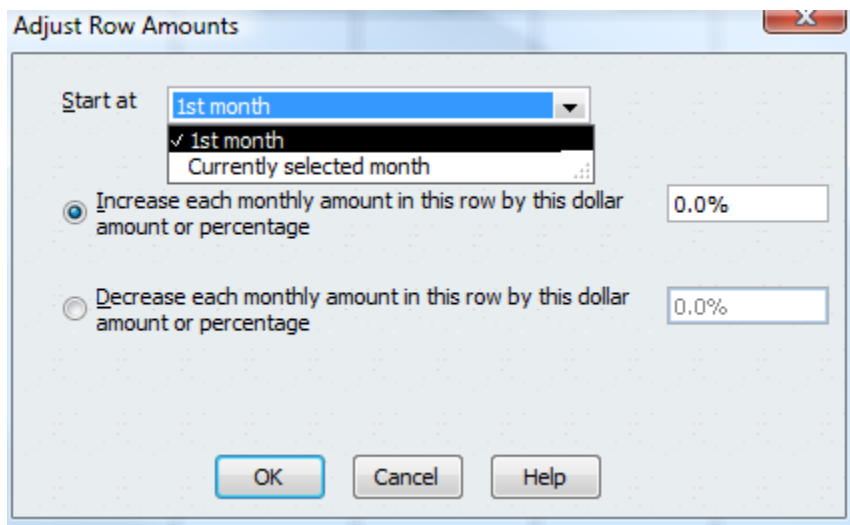 Adjust Row Amounts
Start at
1st month
✓ 1st month
Currently selected month
Increase each monthly amount in this row by this dollar
amount or percentage
0.0%
Decrease each monthly amount in this row by this dollar
amount or percentage
0.0%
OK Cancel Help